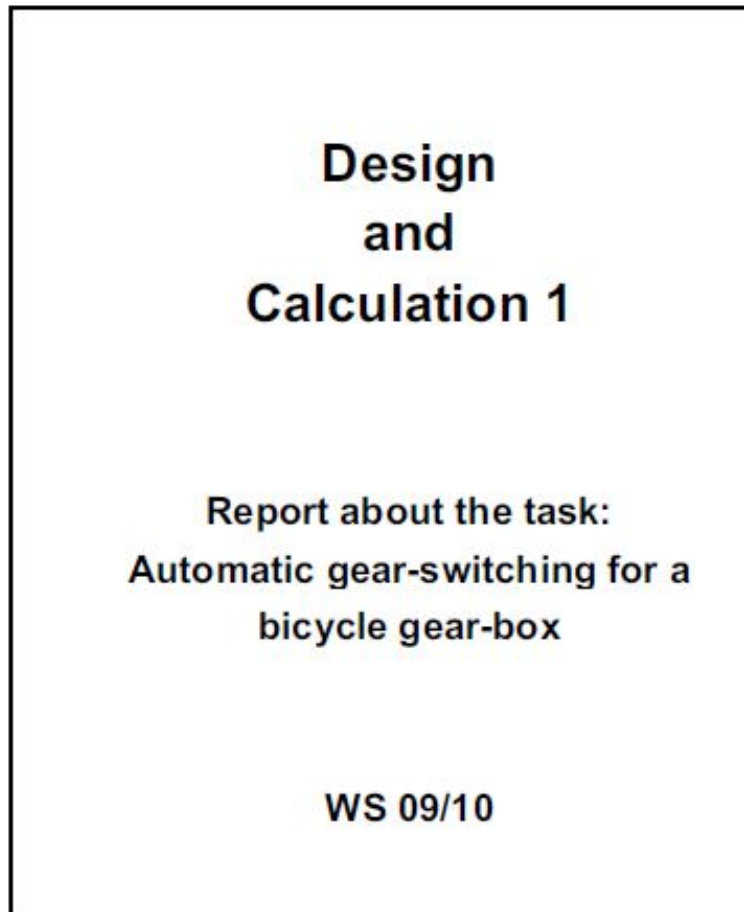 Design
and
Calculation 1
Report about the task:
Automatic gear-switching for a
bicycle gear-box
WS 09/10